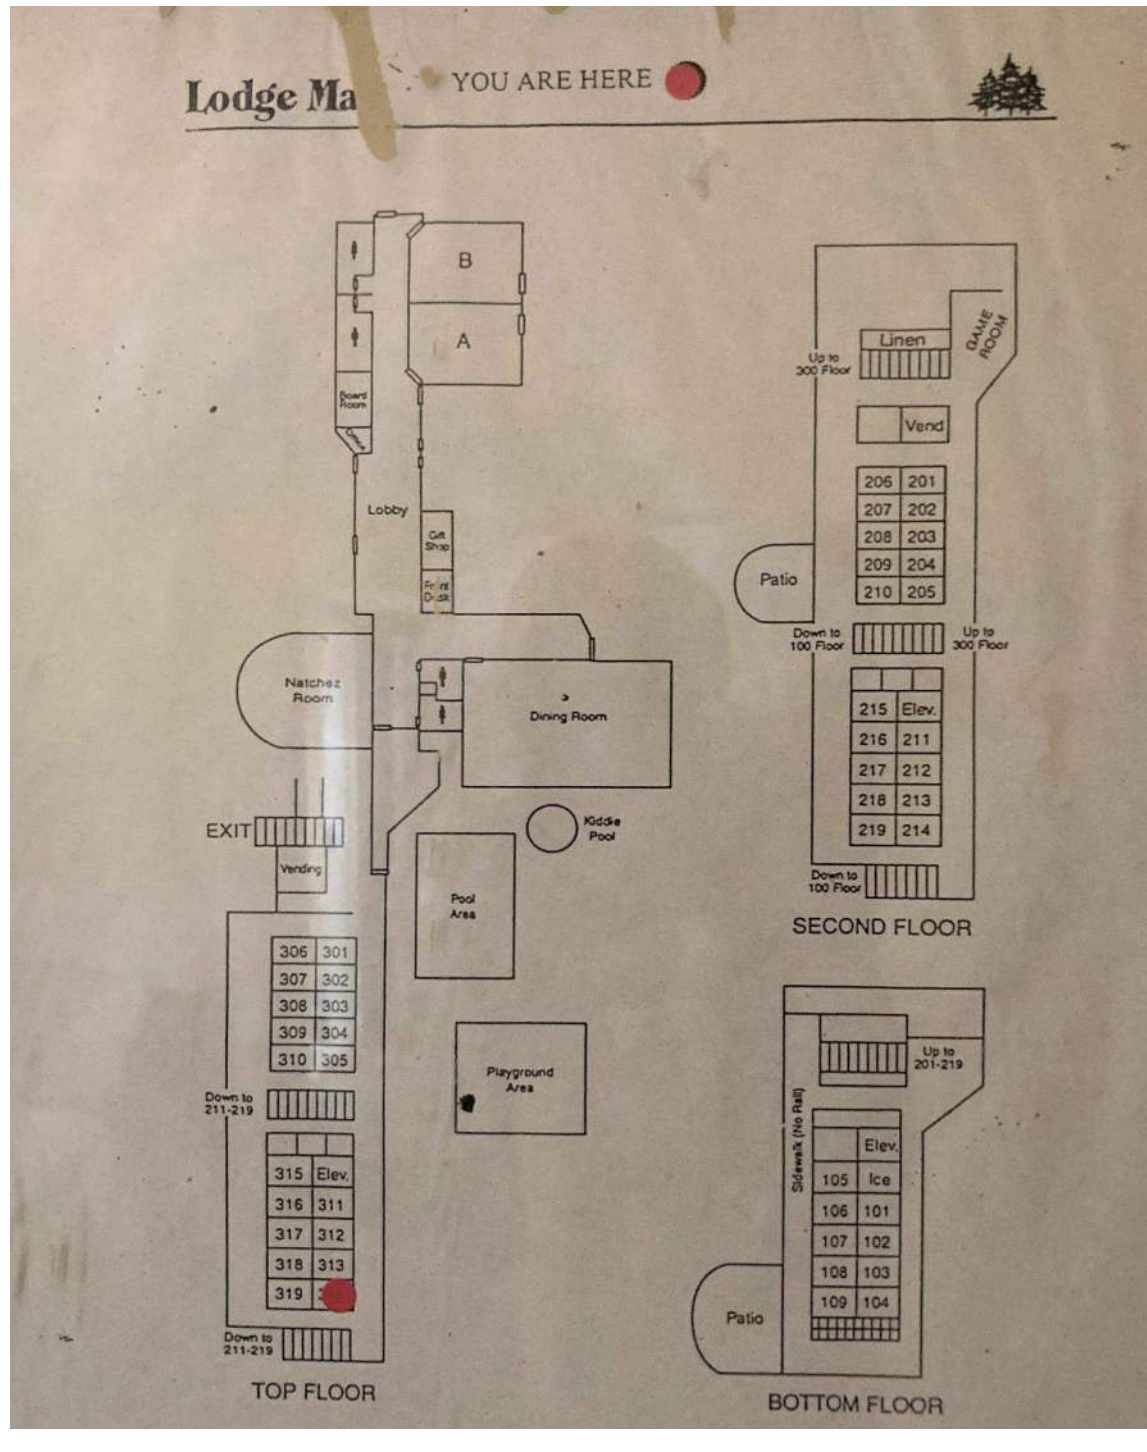 Lodge Ma
YOU ARE HERE
B
A
Board
Room
Lobby
Gift
Shop
Front
Desk
Natchez
Room
Dining Room
EXIT
Vending
Kiddie
Pool
Pool
Area
Playground
Area
306 301
307 302
308 303
309 304
310 305
Down to
211-219
315 Elev.
316 311
317 312
318 313
319
Down to
211-219
TOP FLOOR
Linen
GAME
ROOM
Up to
300 Floor
Vend
206 201
207 202
208 203
209 204
210 205
Patio
Down to
100 Floor
Up to
300 Floor
215 Elev.
216 211
217 212
218 213
219 214
Down to
100 Floor
SECOND FLOOR
Up to
201-219
Sidewalk (No Rail)
Elev.
105 Ice
106 101
107 102
108 103
109 104
Patio
BOTTOM FLOOR